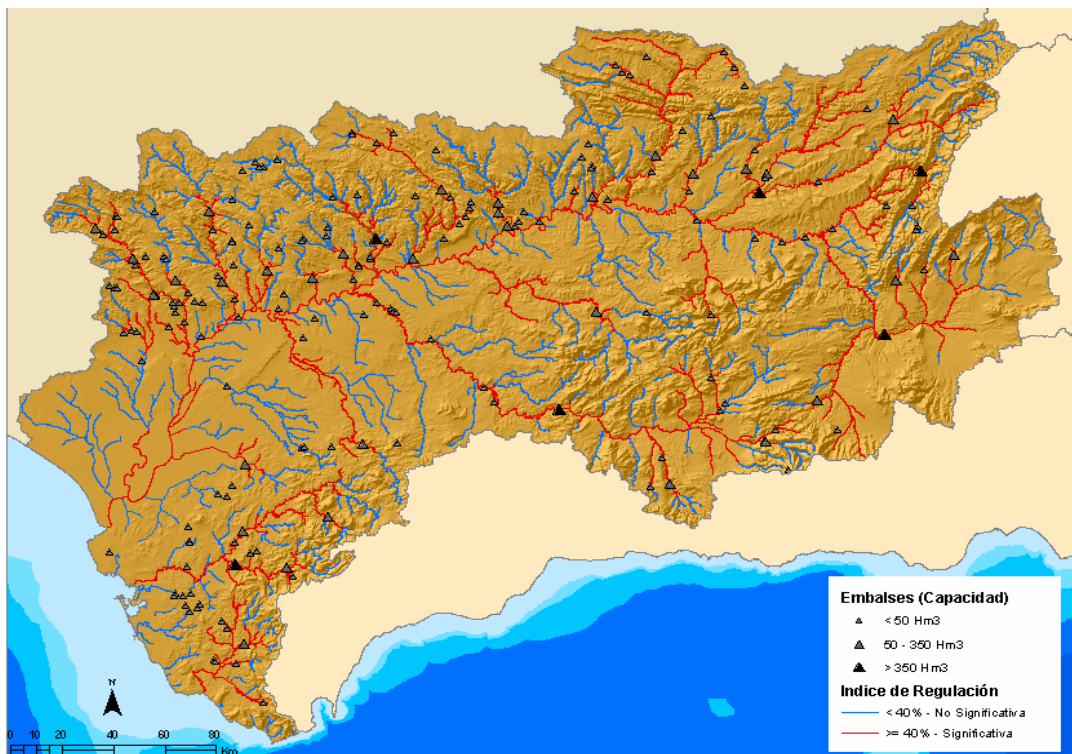 Embalses (Capacidad)
< 50 Hm3
50 - 350 Hm3
> 350 Hm3
Indice de Regulación
< 40% - No Significativa
>= 40% - Significativa
N
0 10 20 40 60 80
Km